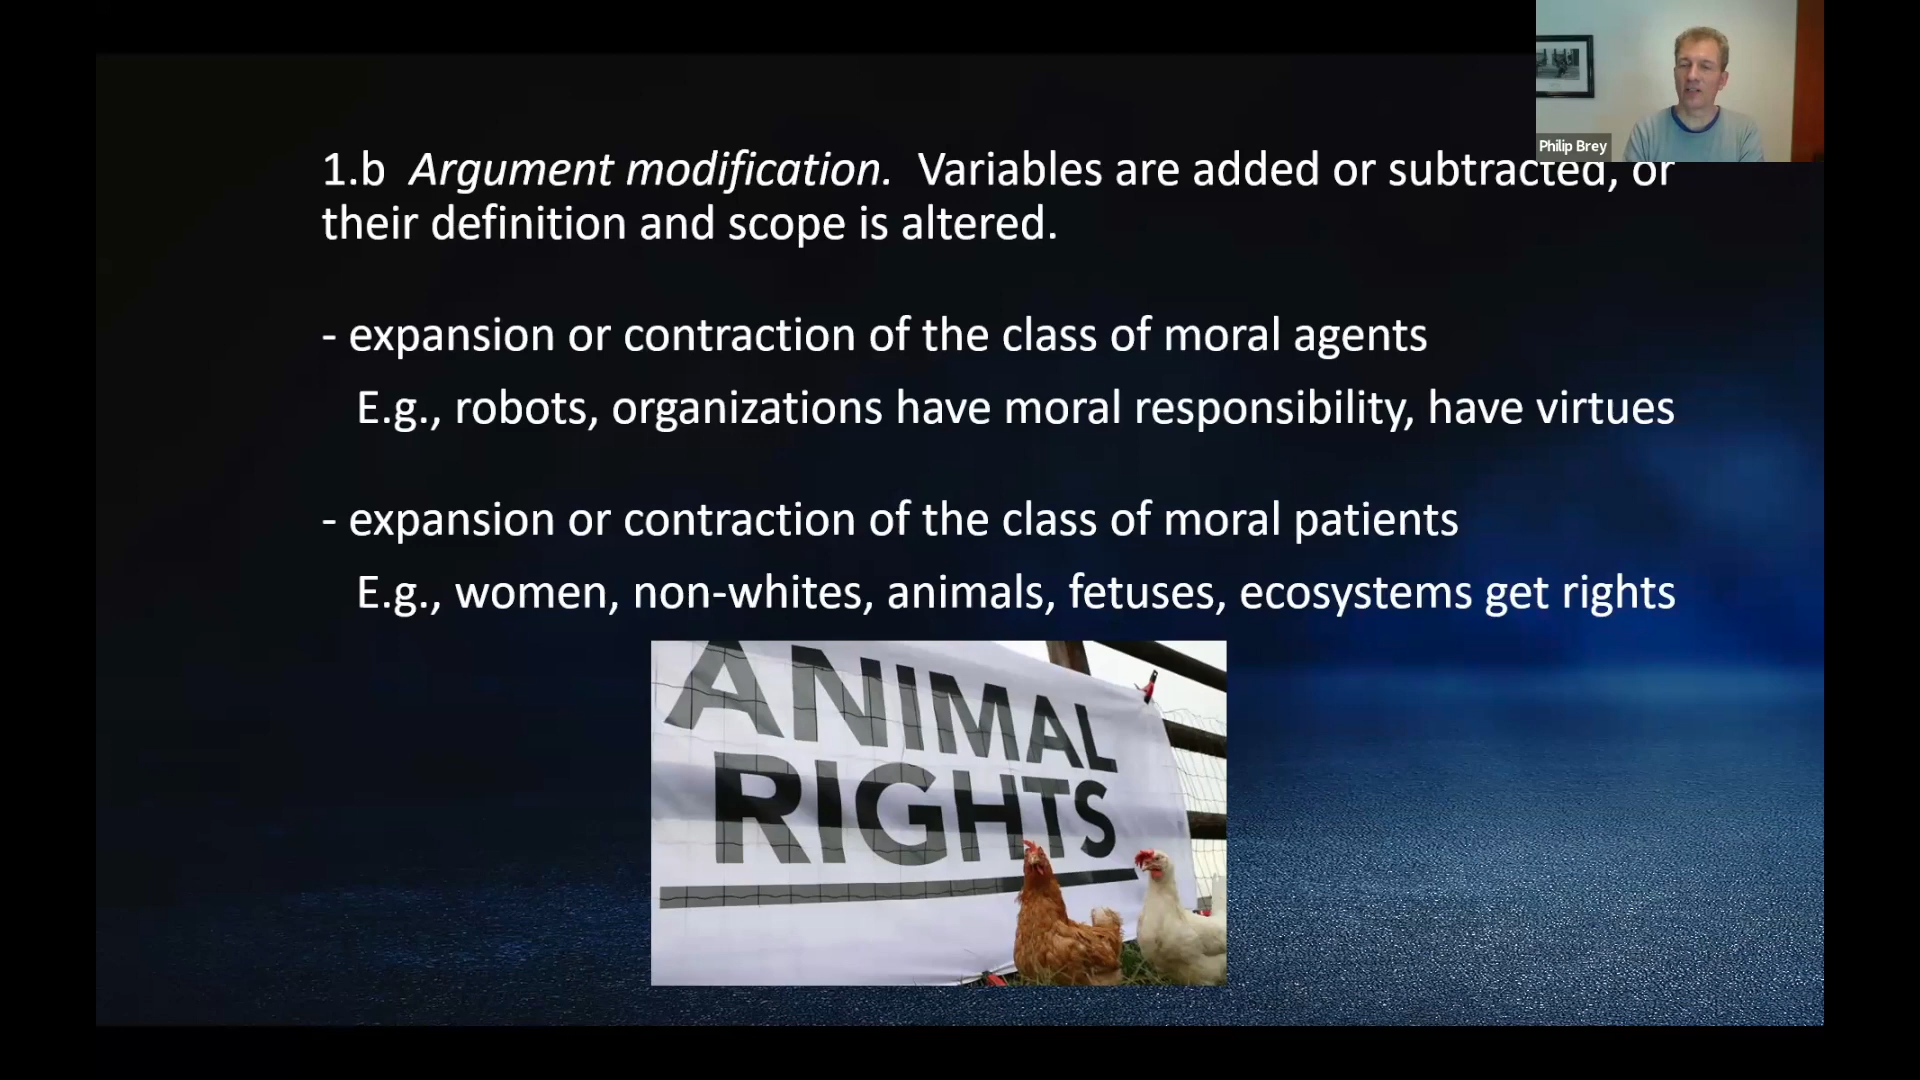 Philip Brey
1.b Argument modification. Variables are added or subtracted, or
their definition and scope is altered.
- expansion or contraction of the class of moral agents
E.g., robots, organizations have moral responsibility, have virtues
- expansion or contraction of the class of moral patients
E.g., women, non-whites, animals, fetuses, ecosystems get rights
ANIMAL
RIGHTS